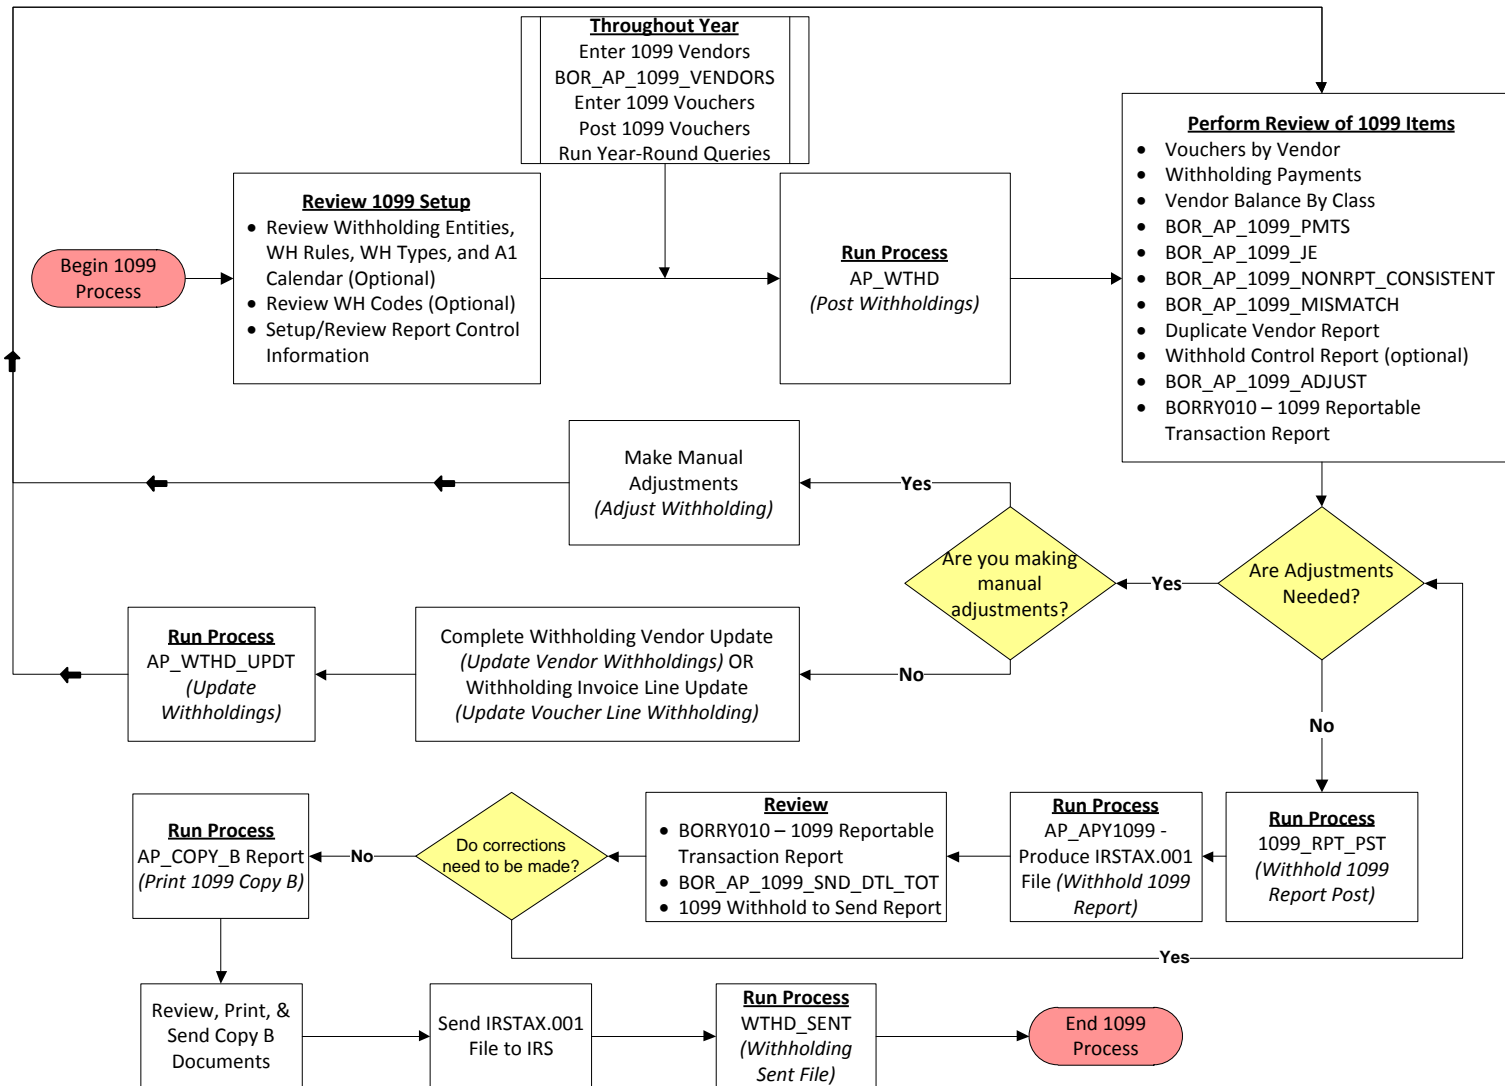 Throughout Year
Enter 1099 Vendors
BOR_AP_1099_VENDORS
Enter 1099 Vouchers
Post 1099 Vouchers
Run Year-Round Queries
Begin 1099
Process
Review 1099 Setup
• Review Withholding Entities,
WH Rules, WH Types, and A1
Calendar (Optional)
• Review WH Codes (Optional)
• Setup/Review Report Control
Information
Run Process
AP_WTHD
(Post Withholdings)
Perform Review of 1099 Items
• Vouchers by Vendor
• Withholding Payments
• Vendor Balance By Class
• BOR_AP_1099_PMTS
• BOR_AP_1099_JE
• BOR_AP_1099_NONRPT_CONSISTENT
• BOR_AP_1099_MISMATCH
• Duplicate Vendor Report
• Withhold Control Report (optional)
• BOR_AP_1099_ADJUST
• BORRY010 – 1099 Reportable
Transaction Report
Are Adjustments
Needed?
Yes
Are you making
manual
adjustments?
Yes
Make Manual
Adjustments
(Adjust Withholding)
No
Complete Withholding Vendor Update
(Update Vendor Withholdings) OR
Withholding Invoice Line Update
(Update Voucher Line Withholding)
Run Process
AP_WTHD_UPDT
(Update
Withholdings)
No
Run Process
1099_RPT_PST
(Withhold 1099
Report Post)
Run Process
AP_APY1099 -
Produce IRSTAX.001
File (Withhold 1099
Report)
Review
• BORRY010 – 1099 Reportable
Transaction Report
• BOR_AP_1099_SND_DTL_TOT
• 1099 Withhold to Send Report
Do corrections
need to be made?
Yes
No
Run Process
AP_COPY_B Report
(Print 1099 Copy B)
Review, Print, &
Send Copy B
Documents
Send IRSTAX.001
File to IRS
Run Process
WTHD_SENT
(Withholding
Sent File)
End 1099
Process